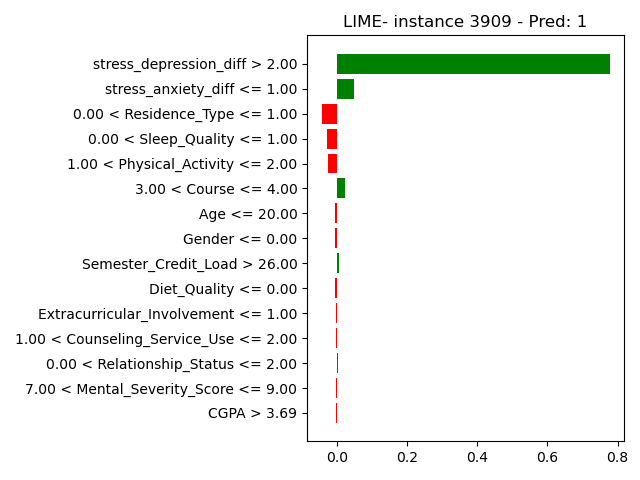 LIME- instance 3909 - Pred: 1
stress_depression_diff > 2.00
stress_anxiety_diff <= 1.00
0.00 < Residence_Type <= 1.00
0.00 < Sleep_Quality <= 1.00
1.00 < Physical_Activity <= 2.00
3.00 < Course <= 4.00
Age <= 20.00
Gender <= 0.00
Semester_Credit_Load > 26.00
Diet_Quality <= 0.00
Extracurricular_Involvement <= 1.00
1.00 < Counseling_Service_Use <= 2.00
0.00 < Relationship_Status <= 2.00
7.00 < Mental_Severity_Score <= 9.00
CGPA > 3.69
0.0 0.2 0.4 0.6 0.8